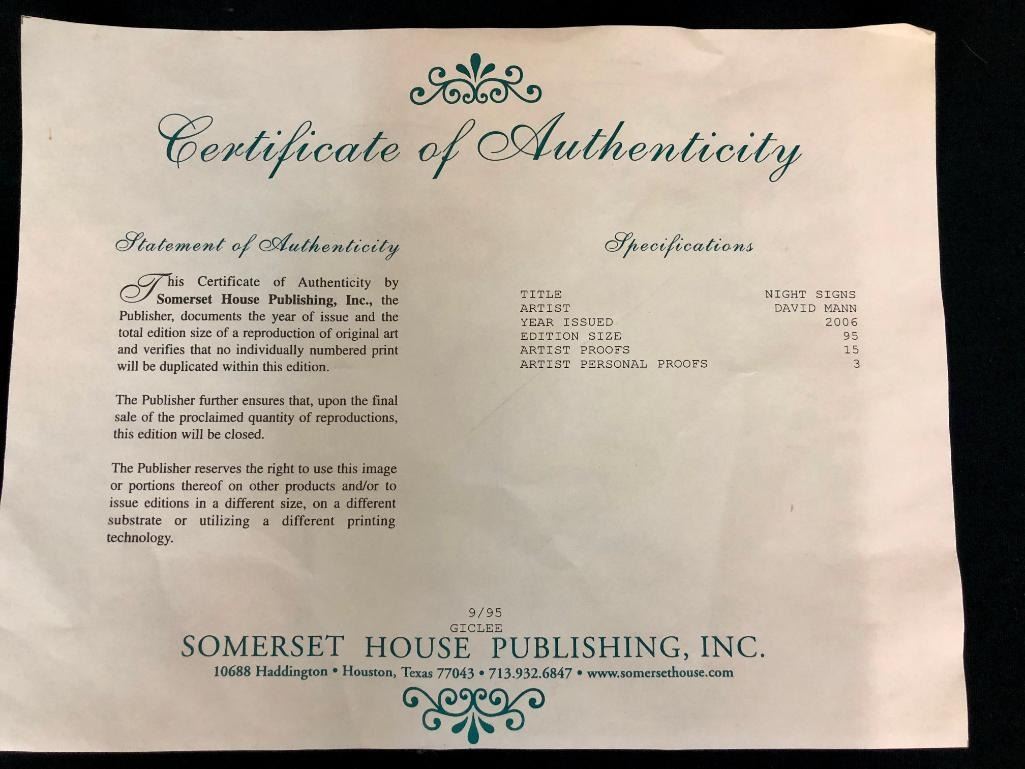 Certificate of Authenticity
Statement of Authenticity
This Certificate of Authenticity by
Somerset House Publishing, Inc., the
Publisher, documents the year of issue and the
total edition size of a reproduction of original art
and verifies that no individually numbered print
will be duplicated within this edition.
The Publisher further ensures that, upon the final
sale of the proclaimed quantity of reproductions,
this edition will be closed.
The Publisher reserves the right to use this image
or portions thereof on other products and/or to
issue editions in a different size, on a different
substrate or utilizing a different printing
technology.
Specifications
TITLE NIGHT SIGNS
ARTIST DAVID MANN
YEAR ISSUED 2006
EDITION SIZE 95
ARTIST PROOFS 15
ARTIST PERSONAL PROOFS 3
9/95
GICLEE
SOMERSET HOUSE PUBLISHING, INC.
10688 Haddington • Houston, Texas 77043 • 713.932.6847 • www.somersethouse.com